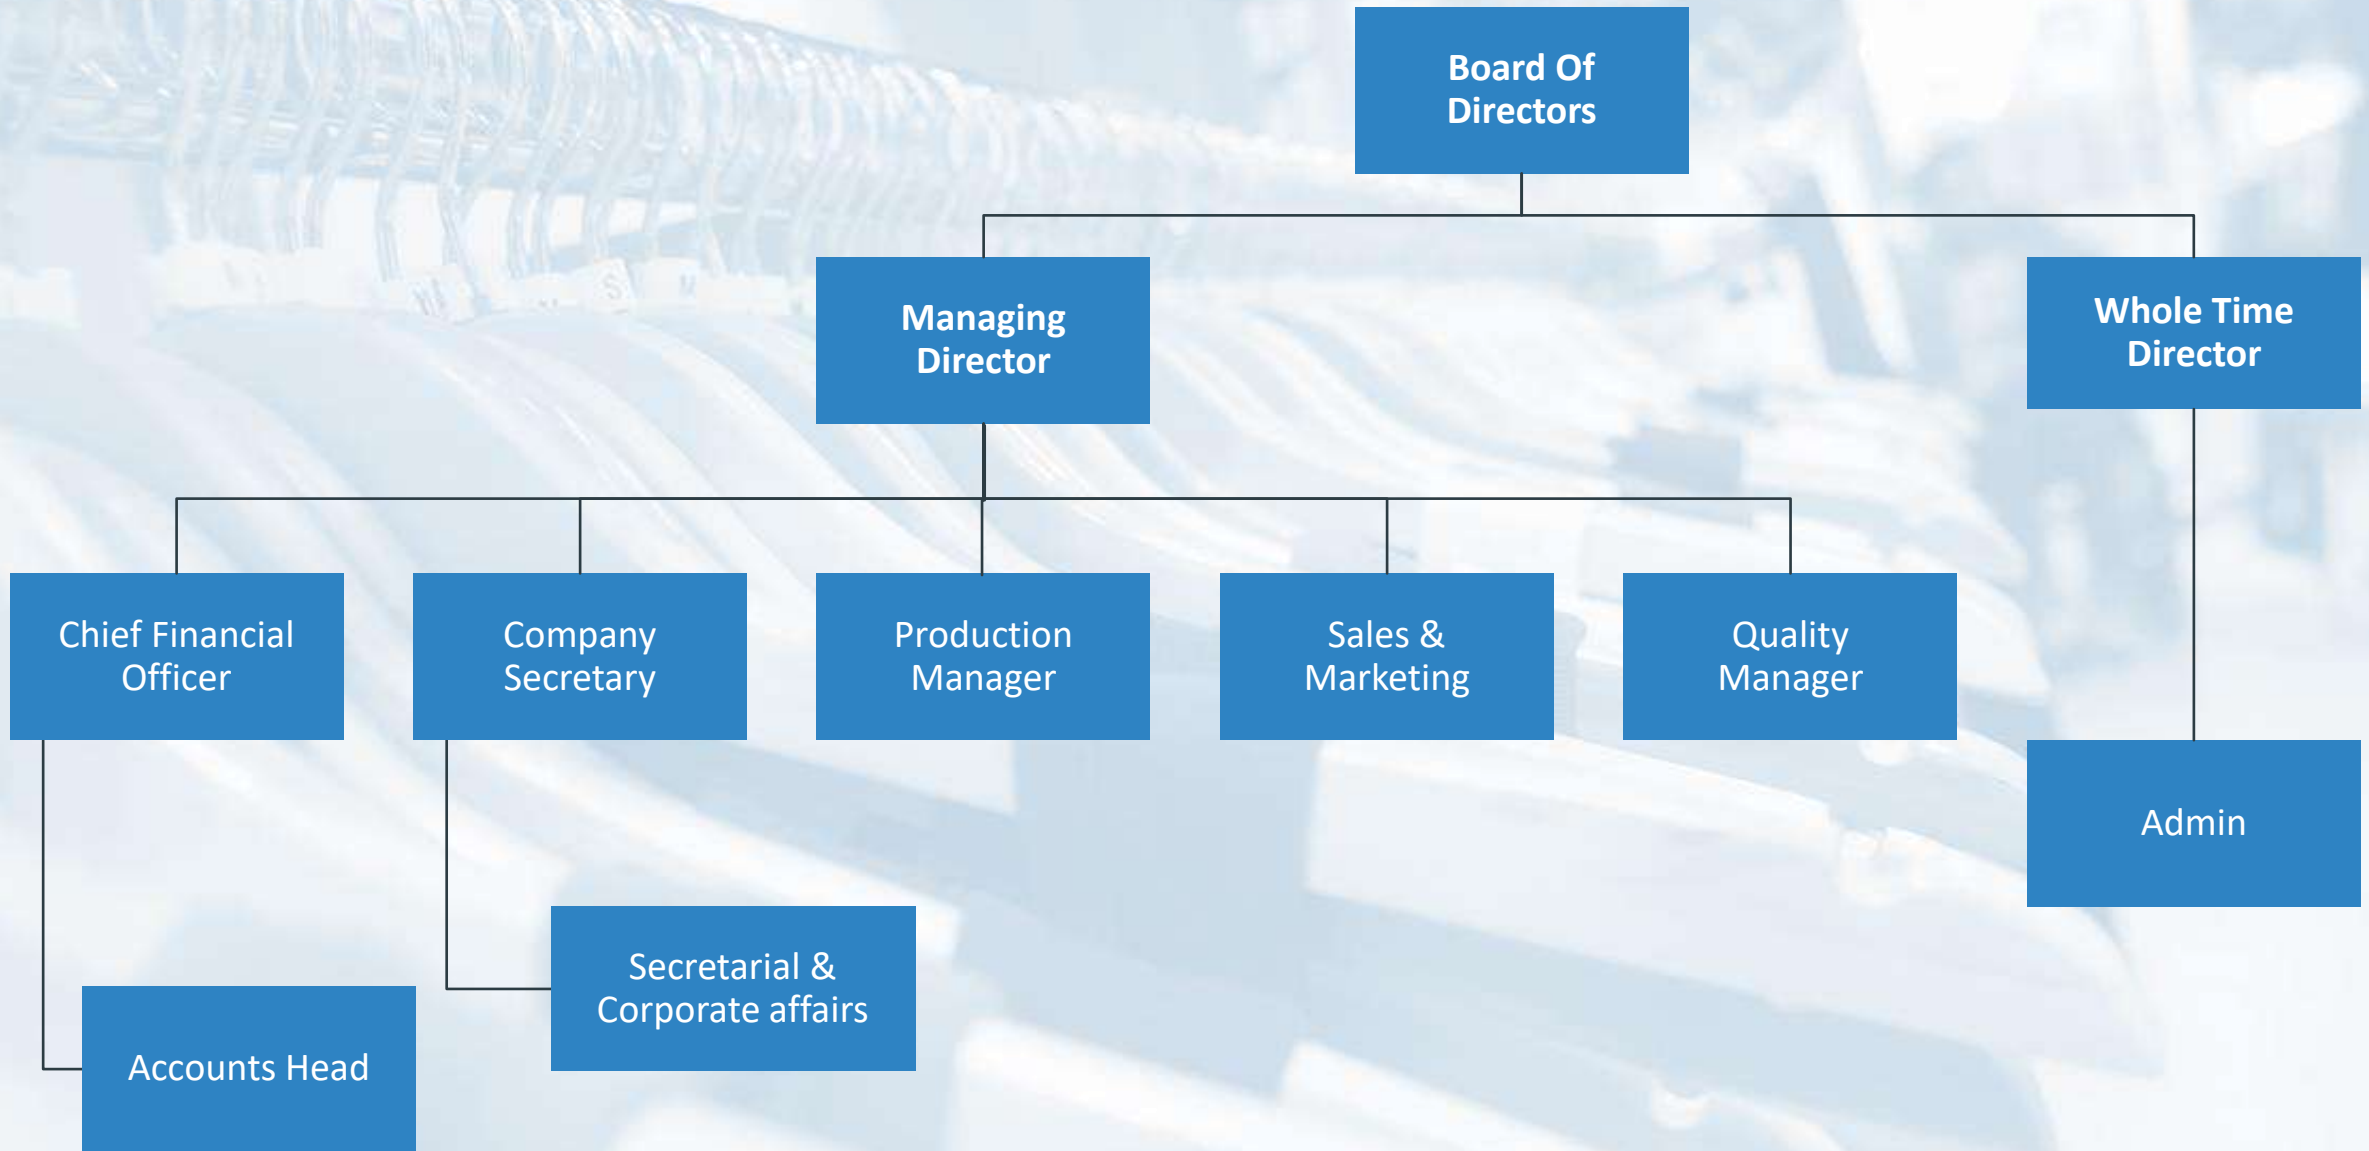 Board Of
Directors
Managing
Director
Whole Time
Director
Chief Financial
Officer
Company
Secretary
Production
Manager
Sales &
Marketing
Quality
Manager
Admin
Secretarial &
Corporate affairs
Accounts Head